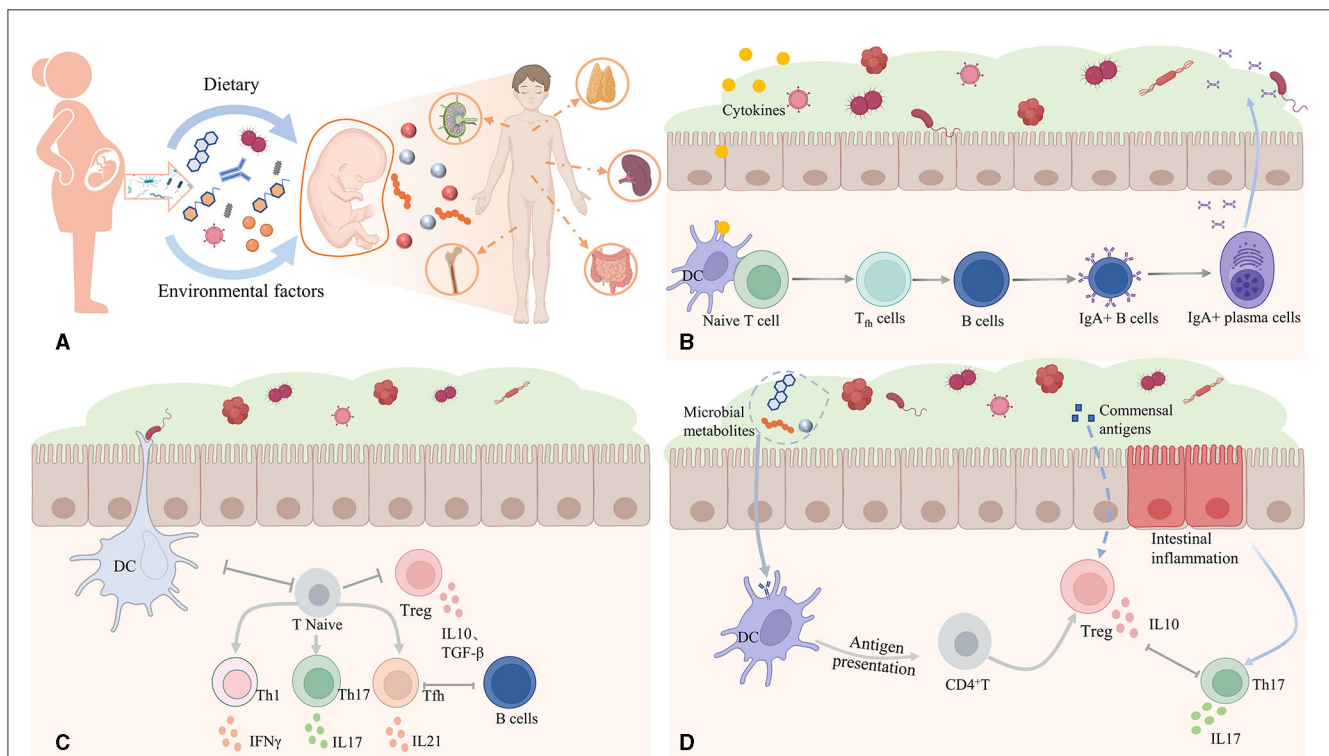 Dietary
Environmental factors
A
Cytokines
DC
Naive T cell
Tfh cells
B cells
IgA+ B cells
IgA+ plasma cells
B
DC
T Naive
Treg
IL10、
TGF-β
Th1
Th17
Tfh
B cells
IFNγ
IL17
IL21
C
Microbial
metabolites
Commensal
antigens
Intestinal
inflammation
DC
Antigen
presentation
CD4⁺T
Treg
IL10
Th17
IL17
D